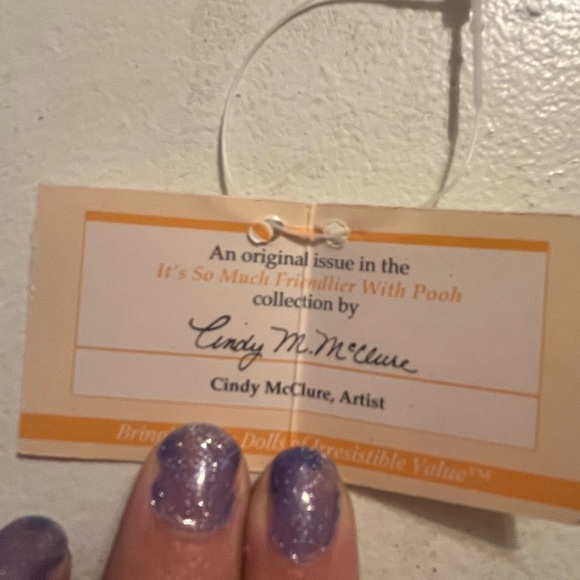 An original issue in the
It's So Much Friendlier With Pooh
collection by
Cindy M. McClure
Cindy McClure, Artist
Dolls of Irresistible Value™